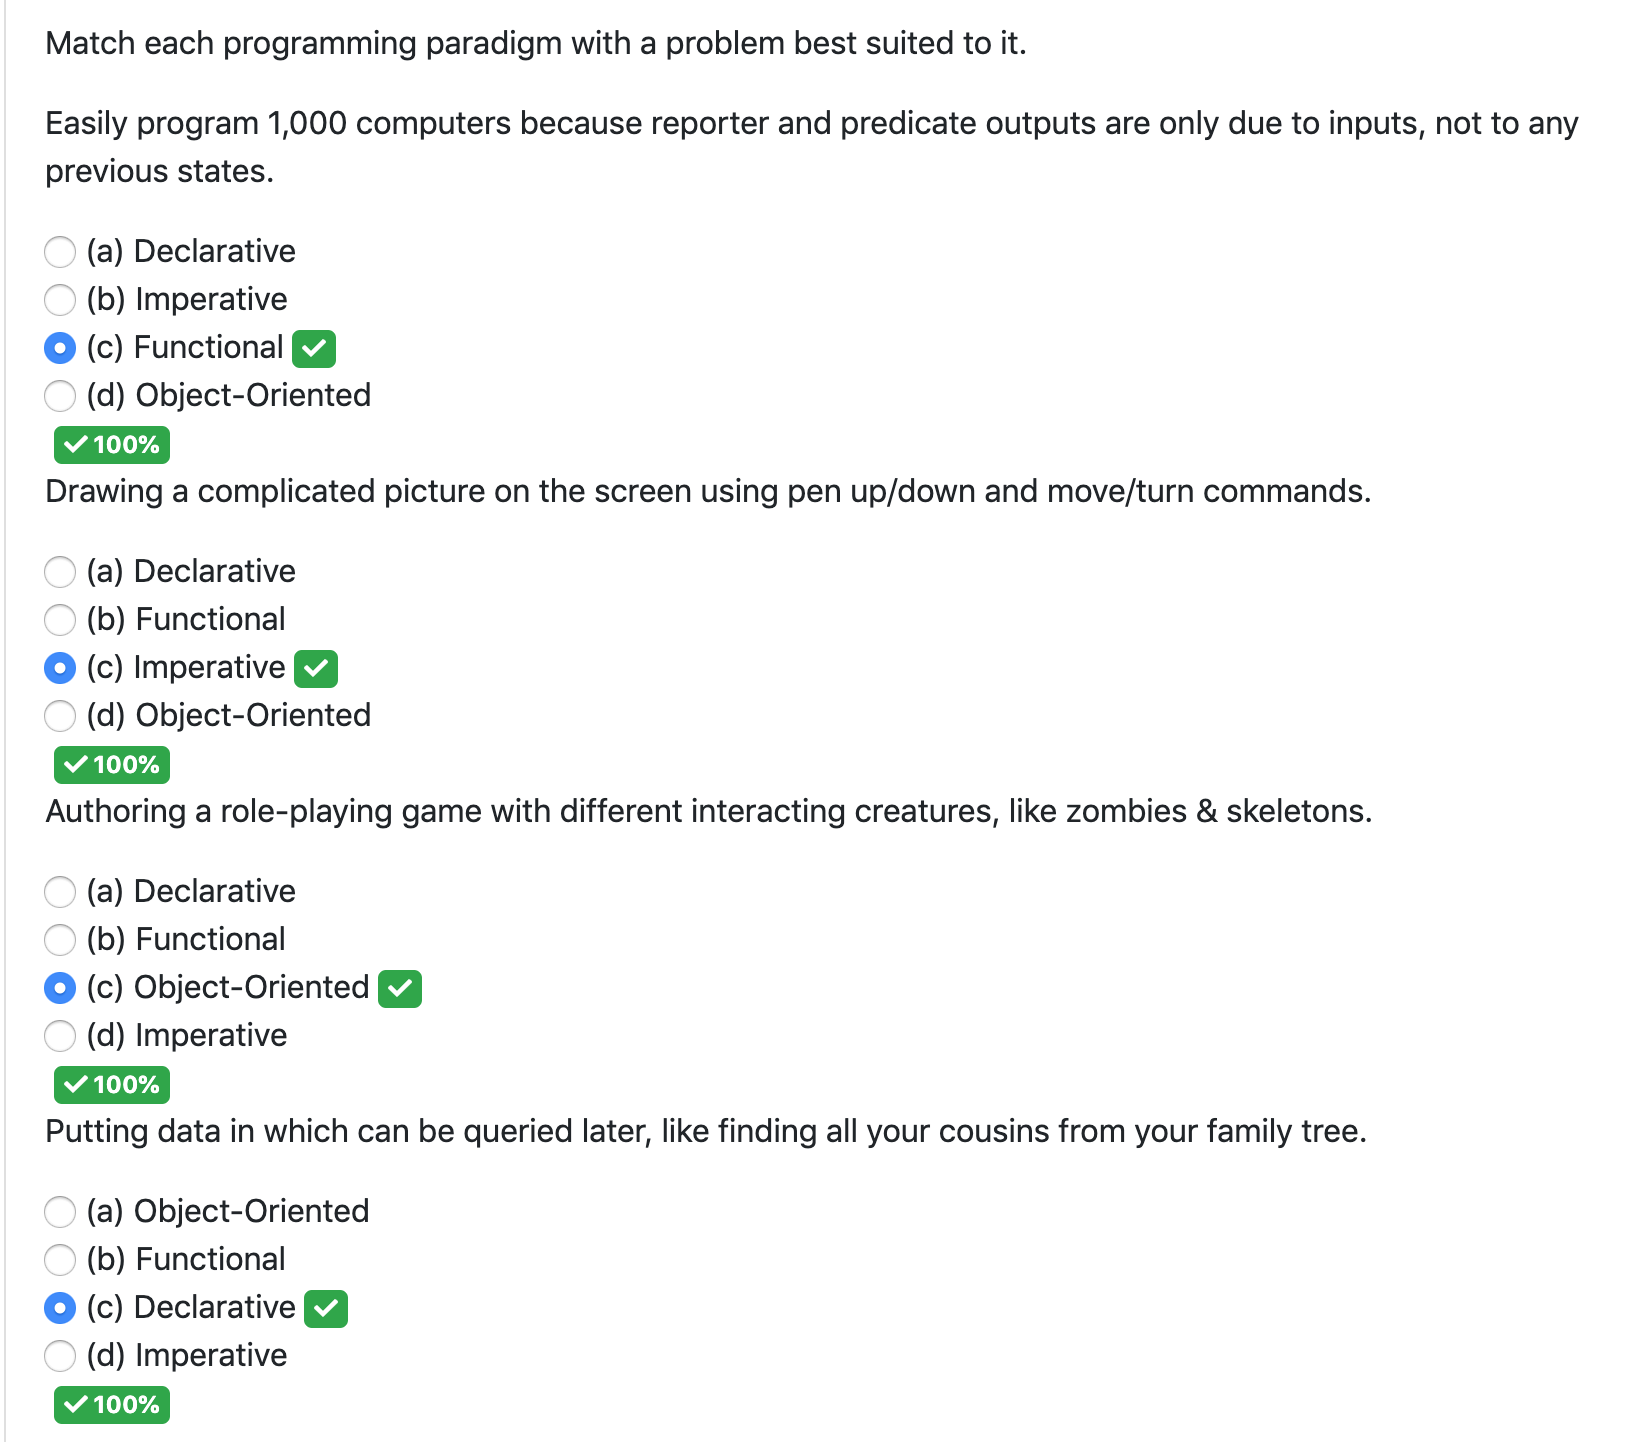 Match each programming paradigm with a problem best suited to it.
Easily program 1,000 computers because reporter and predicate outputs are only due to inputs, not to any
previous states.
(a) Declarative
(b) Imperative
(c) Functional
(d) Object-Oriented
100%
Drawing a complicated picture on the screen using pen up/down and move/turn commands.
(a) Declarative
(b) Functional
(c) Imperative
(d) Object-Oriented
100%
Authoring a role-playing game with different interacting creatures, like zombies & skeletons.
(a) Declarative
(b) Functional
(c) Object-Oriented
(d) Imperative
100%
Putting data in which can be queried later, like finding all your cousins from your family tree.
(a) Object-Oriented
(b) Functional
(c) Declarative
(d) Imperative
100%